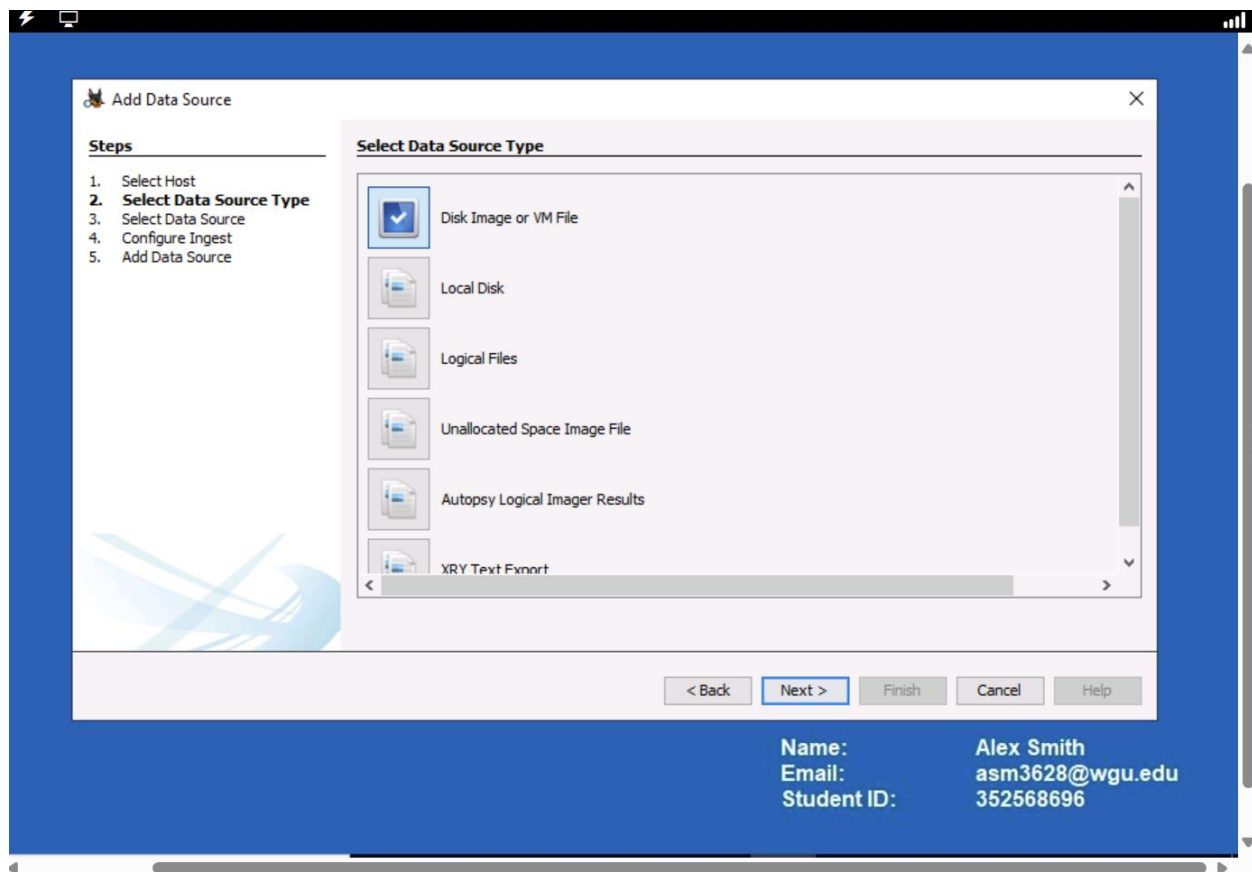 Add Data Source
Steps
1. Select Host
2. Select Data Source Type
3. Select Data Source
4. Configure Ingest
5. Add Data Source
Select Data Source Type
Disk Image or VM File
Local Disk
Logical Files
Unallocated Space Image File
Autopsy Logical Imager Results
XRY Text Export
< Back Next > Finish Cancel Help
Name: Alex Smith
Email: asm3628@wgu.edu
Student ID: 352568696